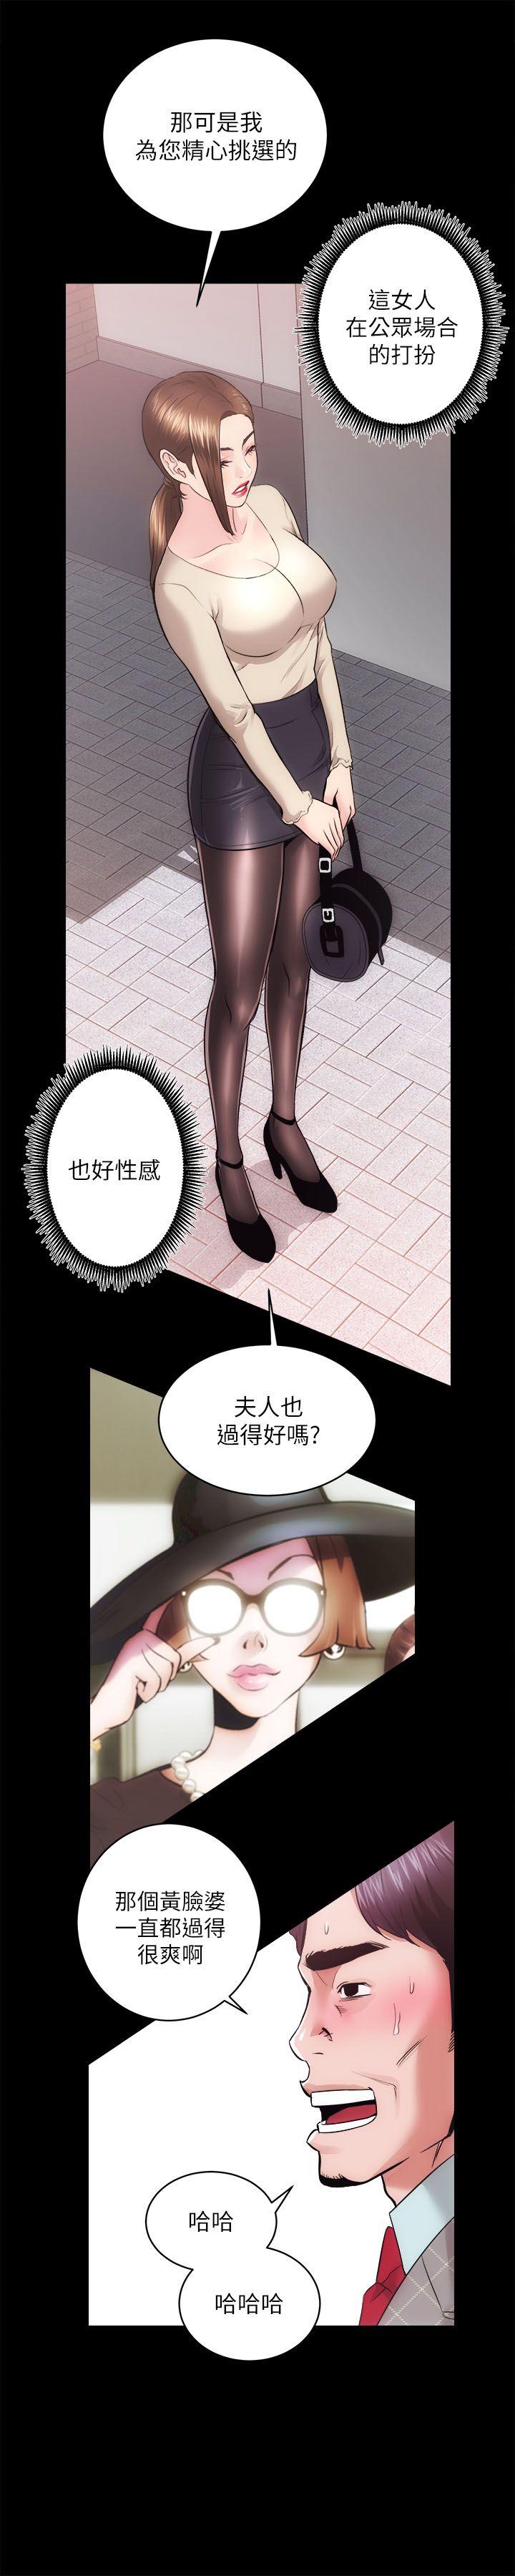 那可是我
為您精心挑選的
這女人
在公眾場合
的打扮
也好性感
夫人也
過得好嗎?
那個黃臉婆
一直都過得
很爽啊
哈哈
哈哈哈